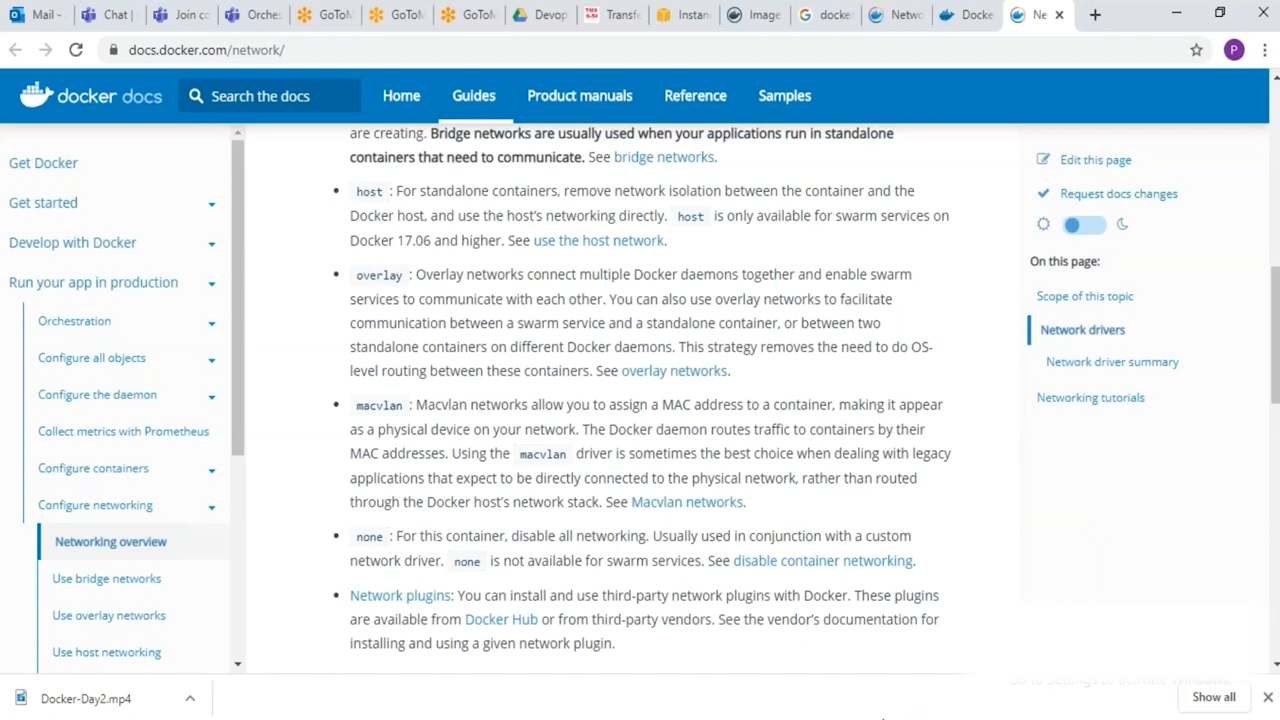 Mail -
Chat |
Join co
Orches
GoToM
GoToM
GoToM
Devop
Transfe
Instan
Image
docker
Netwo
Docke
Ne
docs.docker.com/network/
P
docker docs
Search the docs
Home
Guides
Product manuals
Reference
Samples
Get Docker
Get started
Develop with Docker
Run your app in production
Orchestration
Configure all objects
Configure the daemon
Collect metrics with Prometheus
Configure containers
Configure networking
Networking overview
Use bridge networks
Use overlay networks
Use host networking
are creating. Bridge networks are usually used when your applications run in standalone
containers that need to communicate. See bridge networks.
host : For standalone containers, remove network isolation between the container and the
Docker host, and use the host's networking directly. host is only available for swarm services on
Docker 17.06 and higher. See use the host network.
overlay : Overlay networks connect multiple Docker daemons together and enable swarm
services to communicate with each other. You can also use overlay networks to facilitate
communication between a swarm service and a standalone container, or between two
standalone containers on different Docker daemons. This strategy removes the need to do OS-
level routing between these containers. See overlay networks.
macvlan : Macvlan networks allow you to assign a MAC address to a container, making it appear
as a physical device on your network. The Docker daemon routes traffic to containers by their
MAC addresses. Using the macvlan driver is sometimes the best choice when dealing with legacy
applications that expect to be directly connected to the physical network, rather than routed
through the Docker host's network stack. See Macvlan networks.
none : For this container, disable all networking. Usually used in conjunction with a custom
network driver. none is not available for swarm services. See disable container networking.
Network plugins: You can install and use third-party network plugins with Docker. These plugins
are available from Docker Hub or from third-party vendors. See the vendor's documentation for
installing and using a given network plugin.
Edit this page
Request docs changes
On this page:
Scope of this topic
Network drivers
Network driver summary
Networking tutorials
Go to Settings to activate Windows.
Docker-Day2.mp4
Show all